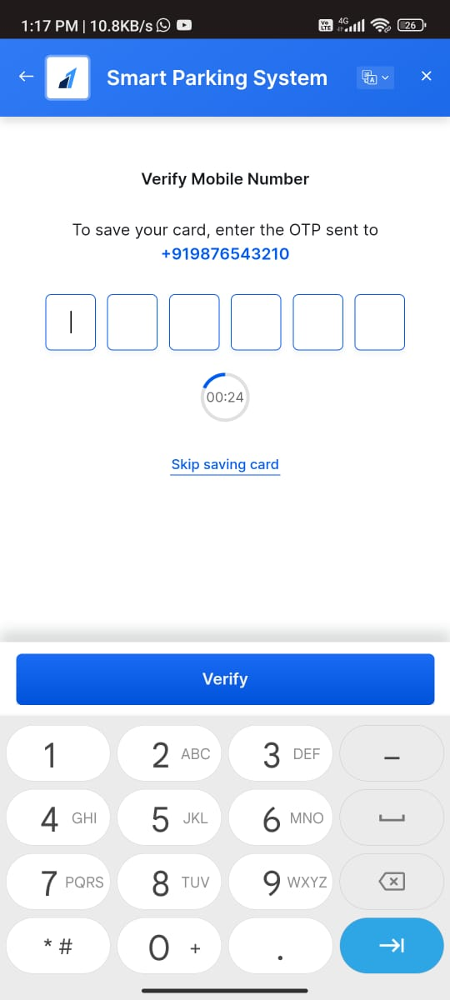 1:17 PM | 10.8KB/s
Vo LTE 4G 26
Smart Parking System
Verify Mobile Number
To save your card, enter the OTP sent to
+919876543210
00:24
Skip saving card
Verify
1 2 ABC 3 DEF –
4 GHI 5 JKL 6 MNO
7 PQRS 8 TUV 9 WXYZ
* # 0 + .